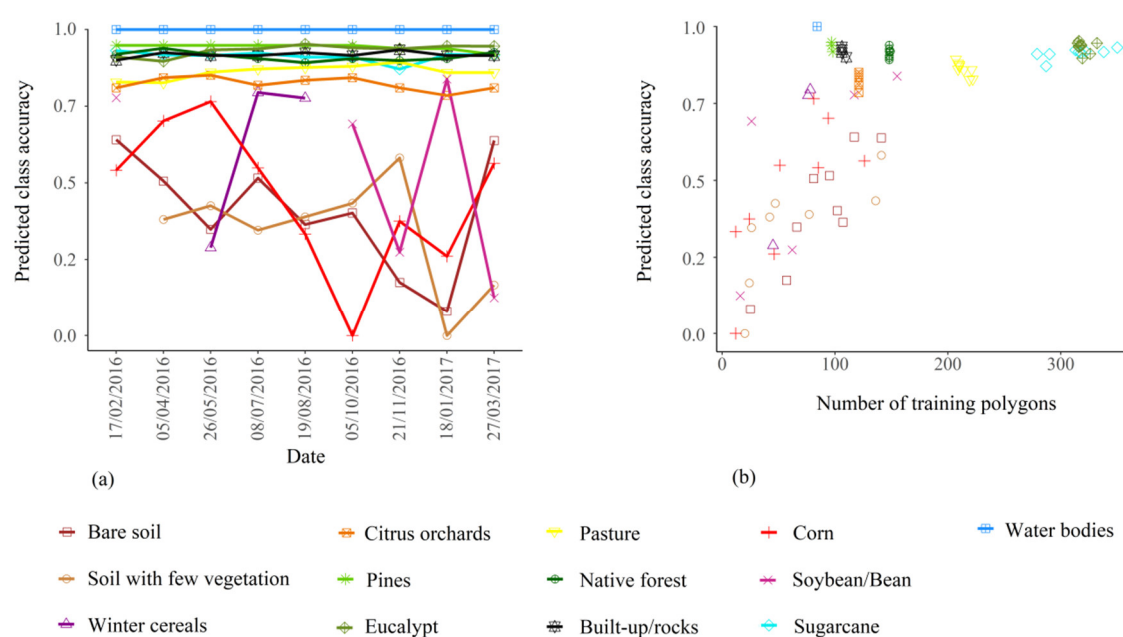 Predicted class accuracy
1.0
0.7
0.5
0.2
0.0
17/02/2016
05/04/2016
26/05/2016
08/07/2016
19/08/2016
05/10/2016
21/11/2016
18/01/2017
27/03/2017
Date
(a)
Predicted class accuracy
1.0
0.7
0.5
0.2
0.0
0 100 200 300
Number of training polygons
(b)
Bare soil Citrus orchards Pasture Corn Water bodies
Soil with few vegetation Pines Native forest Soybean/Bean
Winter cereals Eucalypt Built-up/rocks Sugarcane